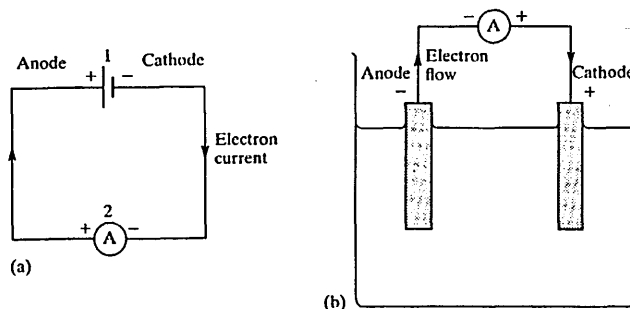 1
Anode + − Cathode
Electron
current
2
+ A −
(a)
− A +
Electron
flow
Anode
−
Cathode
+
(b)